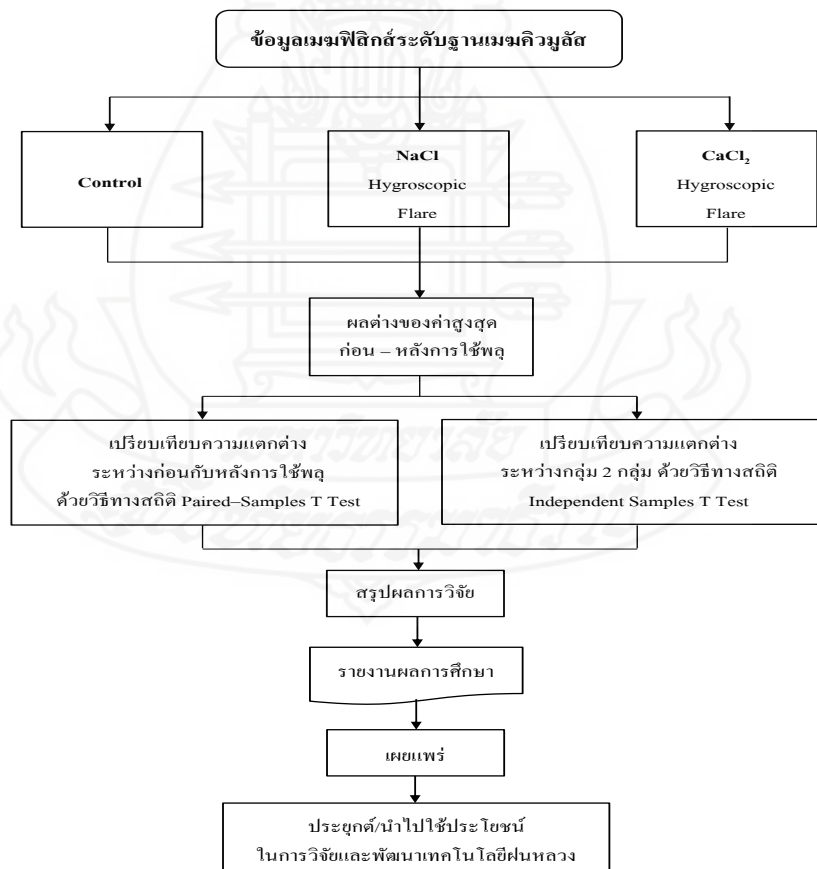 ข้อมูลเมฆฟิสิกส์ระดับฐานเมฆคิวมูลัส
Control
NaCl
Hygroscopic
Flare
CaCl₂
Hygroscopic
Flare
ผลต่างของค่าสูงสุด
ก่อน – หลังการใช้พลุ
เปรียบเทียบความแตกต่าง
ระหว่างก่อนกับหลังการใช้พลุ
ด้วยวิธีทางสถิติ Paired–Samples T Test
เปรียบเทียบความแตกต่าง
ระหว่างกลุ่ม 2 กลุ่ม ด้วยวิธีทางสถิติ
Independent Samples T Test
สรุปผลการวิจัย
รายงานผลการศึกษา
เผยแพร่
ประยุกต์/นำไปใช้ประโยชน์
ในการวิจัยและพัฒนาเทคโนโลยีฝนหลวง